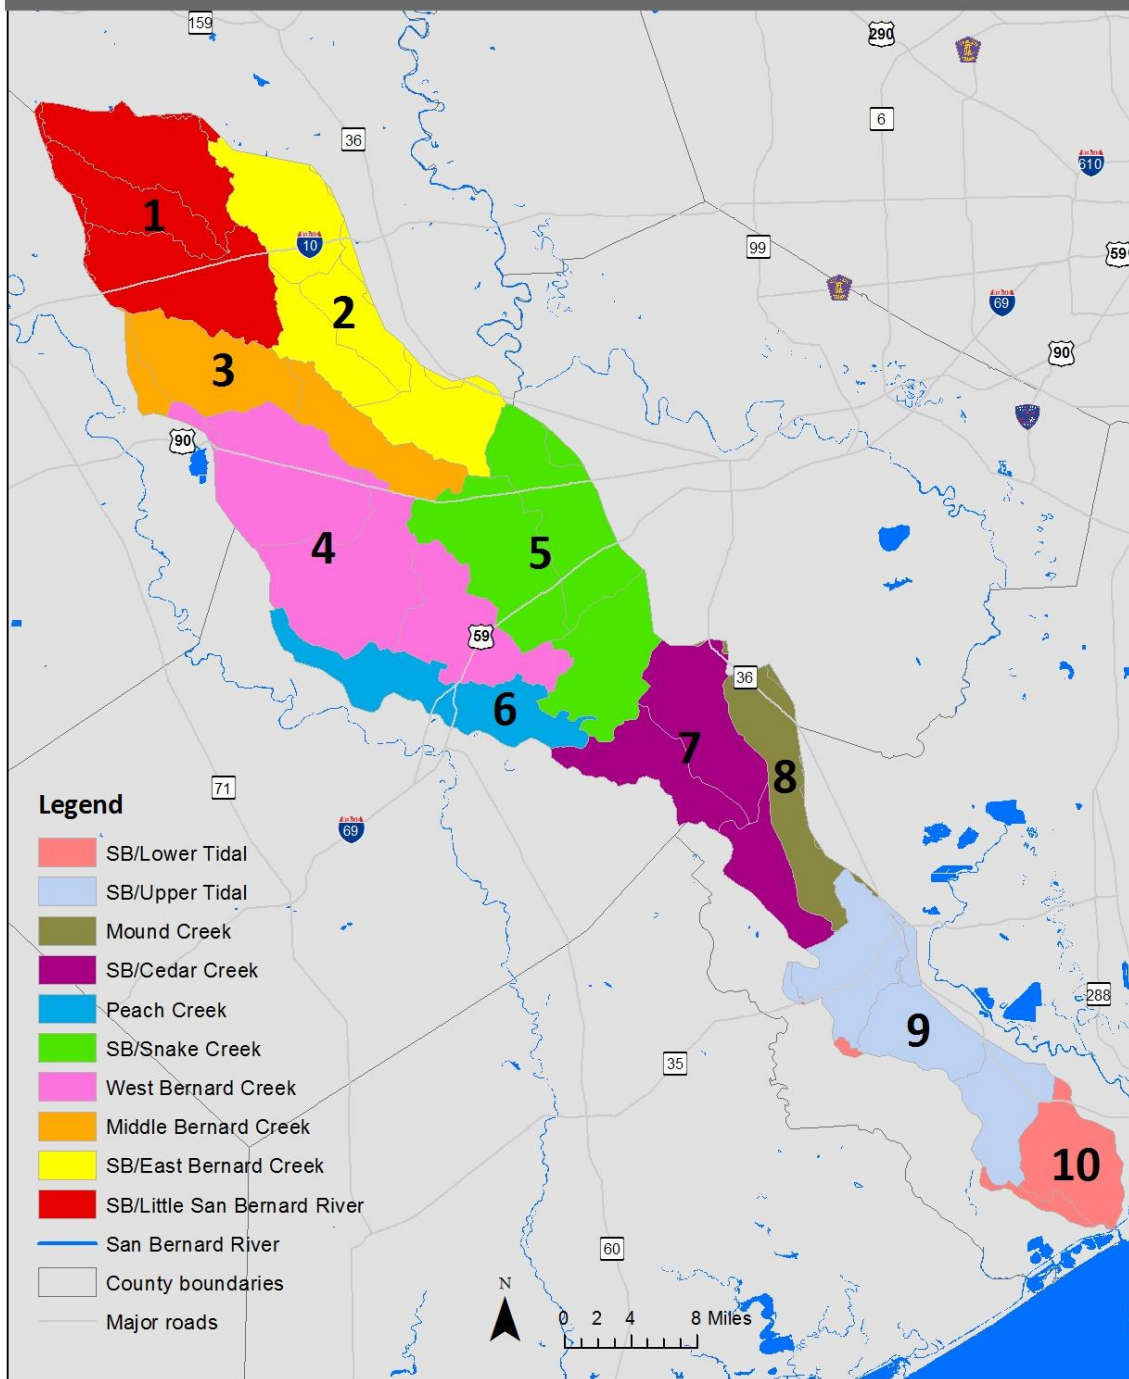 159
290
36
6
610
1
10
99
59
69
2
90
3
90
4
5
59
36
6
7
8
71
69
Legend
SB/Lower Tidal
SB/Upper Tidal
Mound Creek
SB/Cedar Creek
Peach Creek
SB/Snake Creek
West Bernard Creek
Middle Bernard Creek
SB/East Bernard Creek
SB/Little San Bernard River
San Bernard River
County boundaries
Major roads
288
9
35
10
60
N
0 2 4 8 Miles